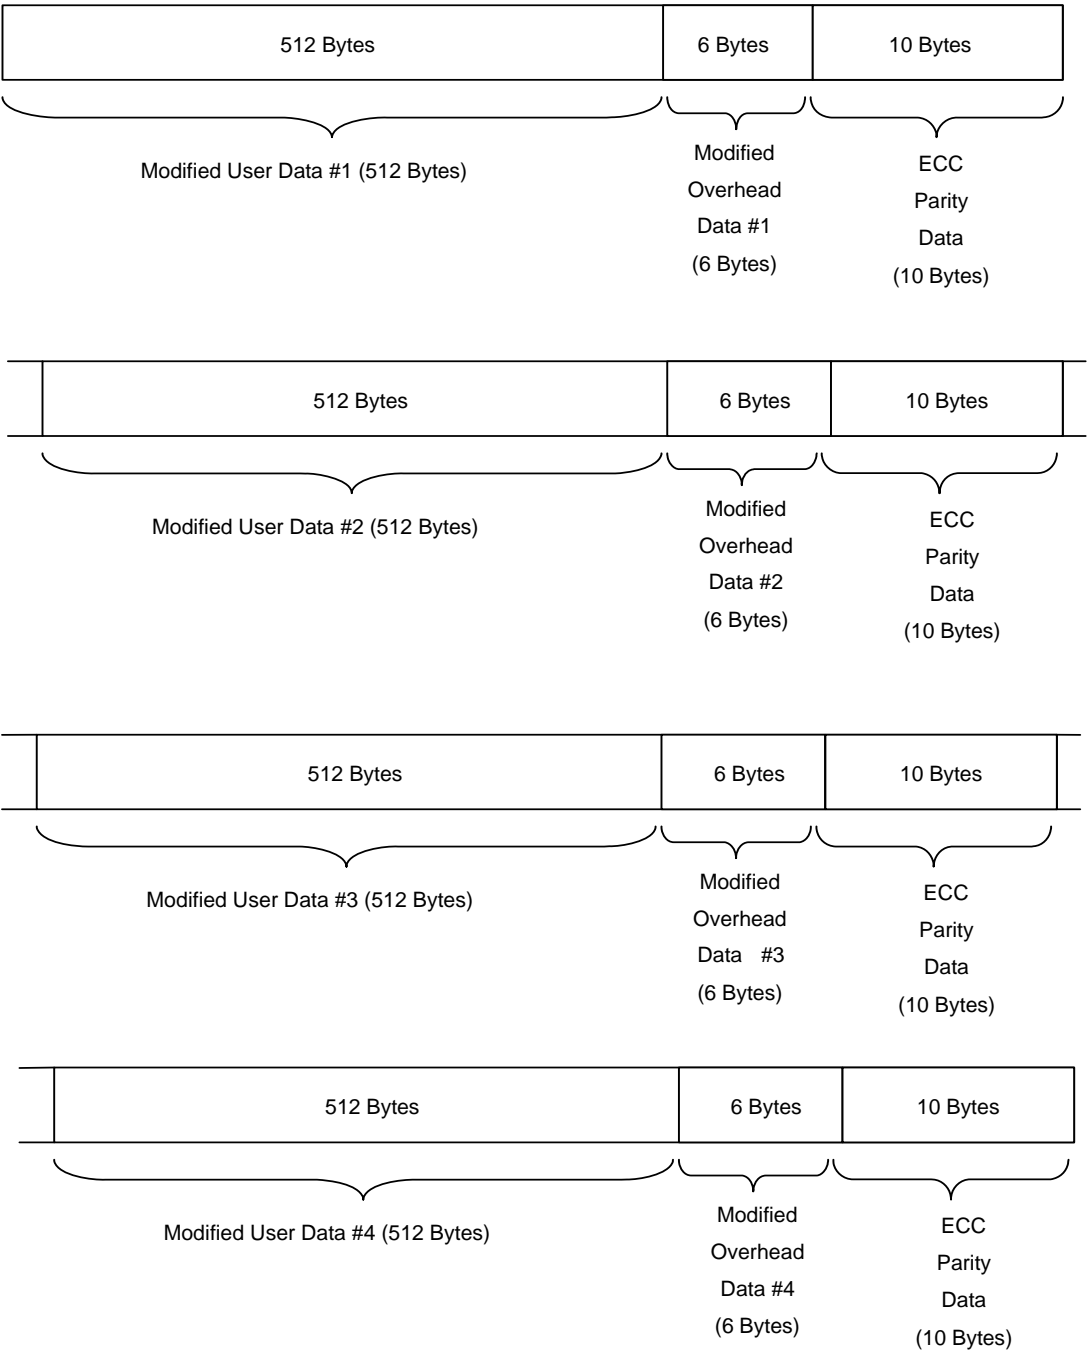 512 Bytes
6 Bytes
10 Bytes
Modified User Data #1 (512 Bytes)
Modified
Overhead
Data #1
(6 Bytes)
ECC
Parity
Data
(10 Bytes)
512 Bytes
6 Bytes
10 Bytes
Modified User Data #2 (512 Bytes)
Modified
Overhead
Data #2
(6 Bytes)
ECC
Parity
Data
(10 Bytes)
512 Bytes
6 Bytes
10 Bytes
Modified User Data #3 (512 Bytes)
Modified
Overhead
Data #3
(6 Bytes)
ECC
Parity
Data
(10 Bytes)
512 Bytes
6 Bytes
10 Bytes
Modified User Data #4 (512 Bytes)
Modified
Overhead
Data #4
(6 Bytes)
ECC
Parity
Data
(10 Bytes)